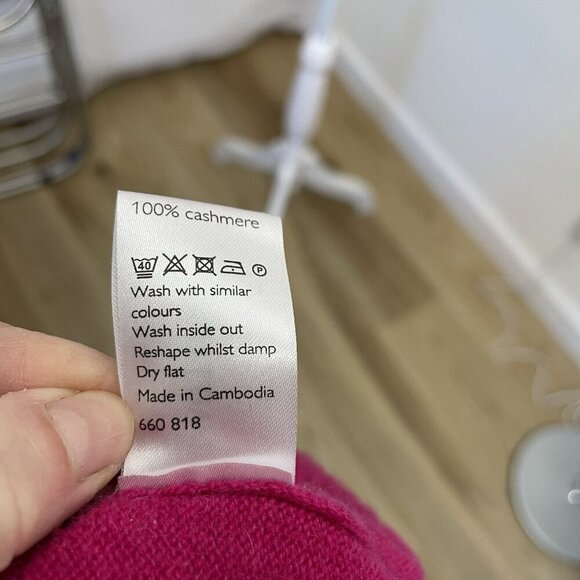 100% cashmere
40 P
Wash with similar
colours
Wash inside out
Reshape whilst damp
Dry flat
Made in Cambodia
660 818